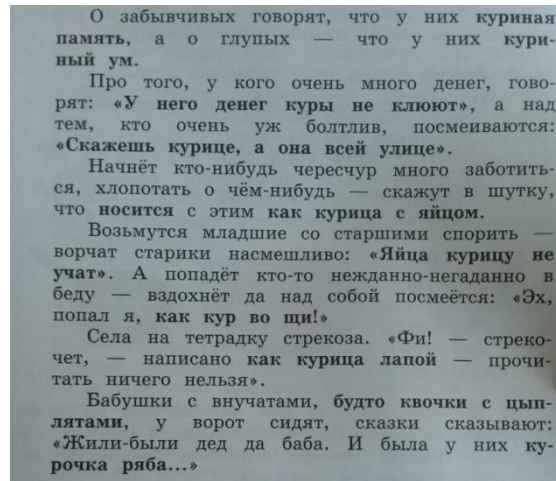 О забывчивых говорят, что у них куриная
память, а о глупых — что у них кури-
ный ум.
Про того, у кого очень много денег, гово-
рят: «У него денег куры не клюют», а над
тем, кто очень уж болтлив, посмеиваются:
«Скажешь курице, а она всей улице».
Начнёт кто-нибудь чересчур много заботить-
ся, хлопотать о чём-нибудь — скажут в шутку,
что носится с этим как курица с яйцом.
Возьмутся младшие со старшими спорить —
ворчат старики насмешливо: «Яйца курицу не
учат». А попадёт кто-то нежданно-негаданно в
беду — вздохнёт да над собой посмеётся: «Эх,
попал я, как кур во щи!»
Села на тетрадку стрекоза. «Фи! — стреко-
чет, — написано как курица лапой — прочи-
тать ничего нельзя».
Бабушки с внучатами, будто квочки с цып-
лятами, у ворот сидят, сказки сказывают:
«Жили-были дед да баба. И была у них ку-
рочка ряба...»